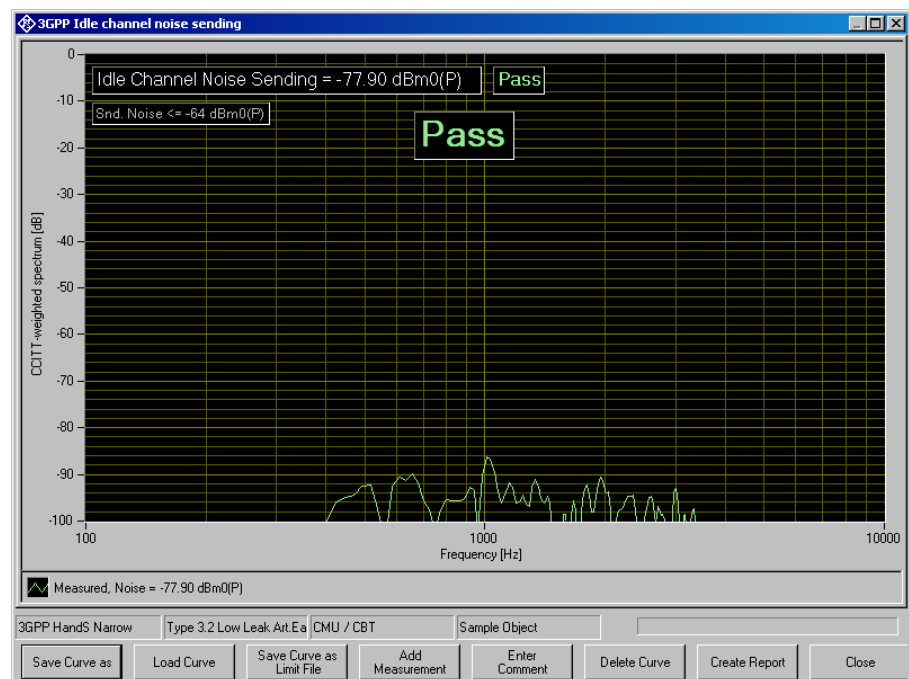 3GPP Idle channel noise sending
0
Idle Channel Noise Sending = -77.90 dBm0(P)
Pass
-10
Snd. Noise <= -64 dBm0(P)
Pass
-20
-30
-40
-50
-60
-70
-80
-90
-100
CCITT-weighted spectrum [dB]
100
1000
10000
Frequency [Hz]
Measured, Noise = -77.90 dBm0(P)
3GPP HandS Narrow
Type 3.2 Low Leak Art.Ea
CMU / CBT
Sample Object
Save Curve as
Load Curve
Save Curve as
Limit File
Add
Measurement
Enter
Comment
Delete Curve
Create Report
Close